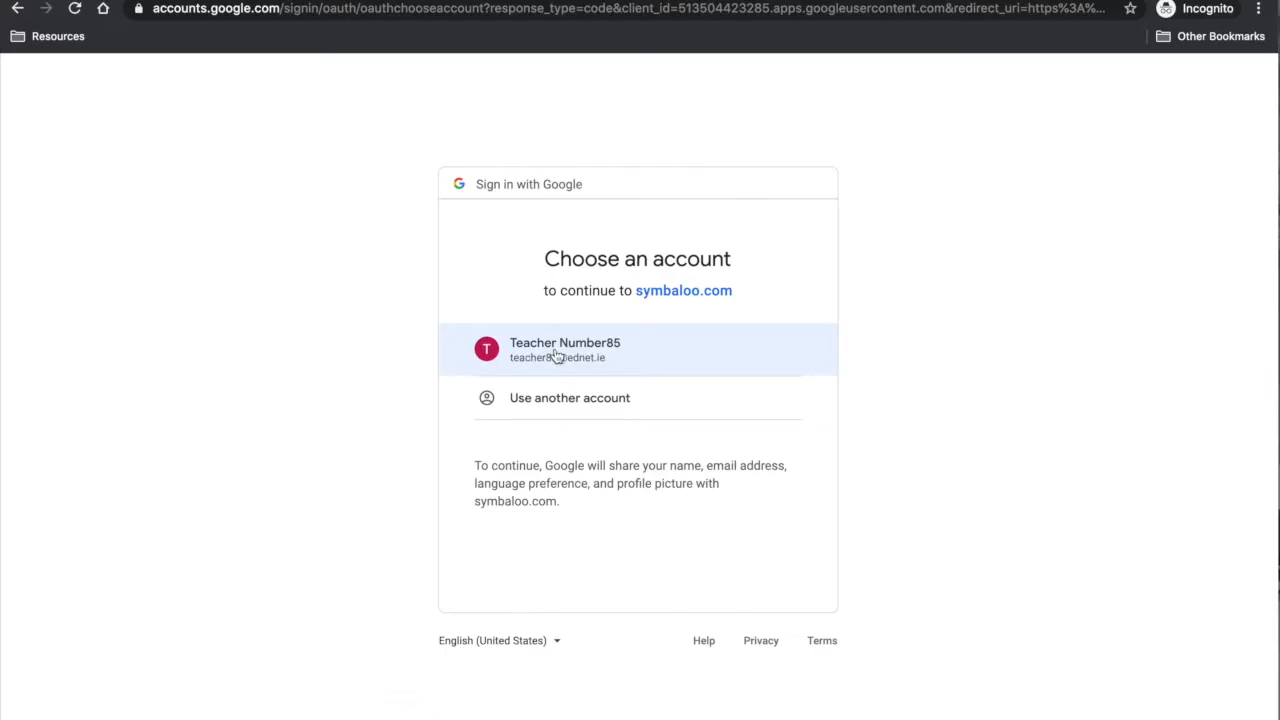 accounts.google.com/signin/oauth/oauthchooseaccount?response_type=code&client_id=513504423285.apps.googleusercontent.com&redirect_uri=https%3A%...
Incognito
Resources
Other Bookmarks
Sign in with Google
Choose an account
to continue to symbaloo.com
T
Teacher Number85
ednet.ie
Use another account
To continue, Google will share your name, email address,
language preference, and profile picture with
symbaloo.com.
English (United States)
Help
Privacy
Terms